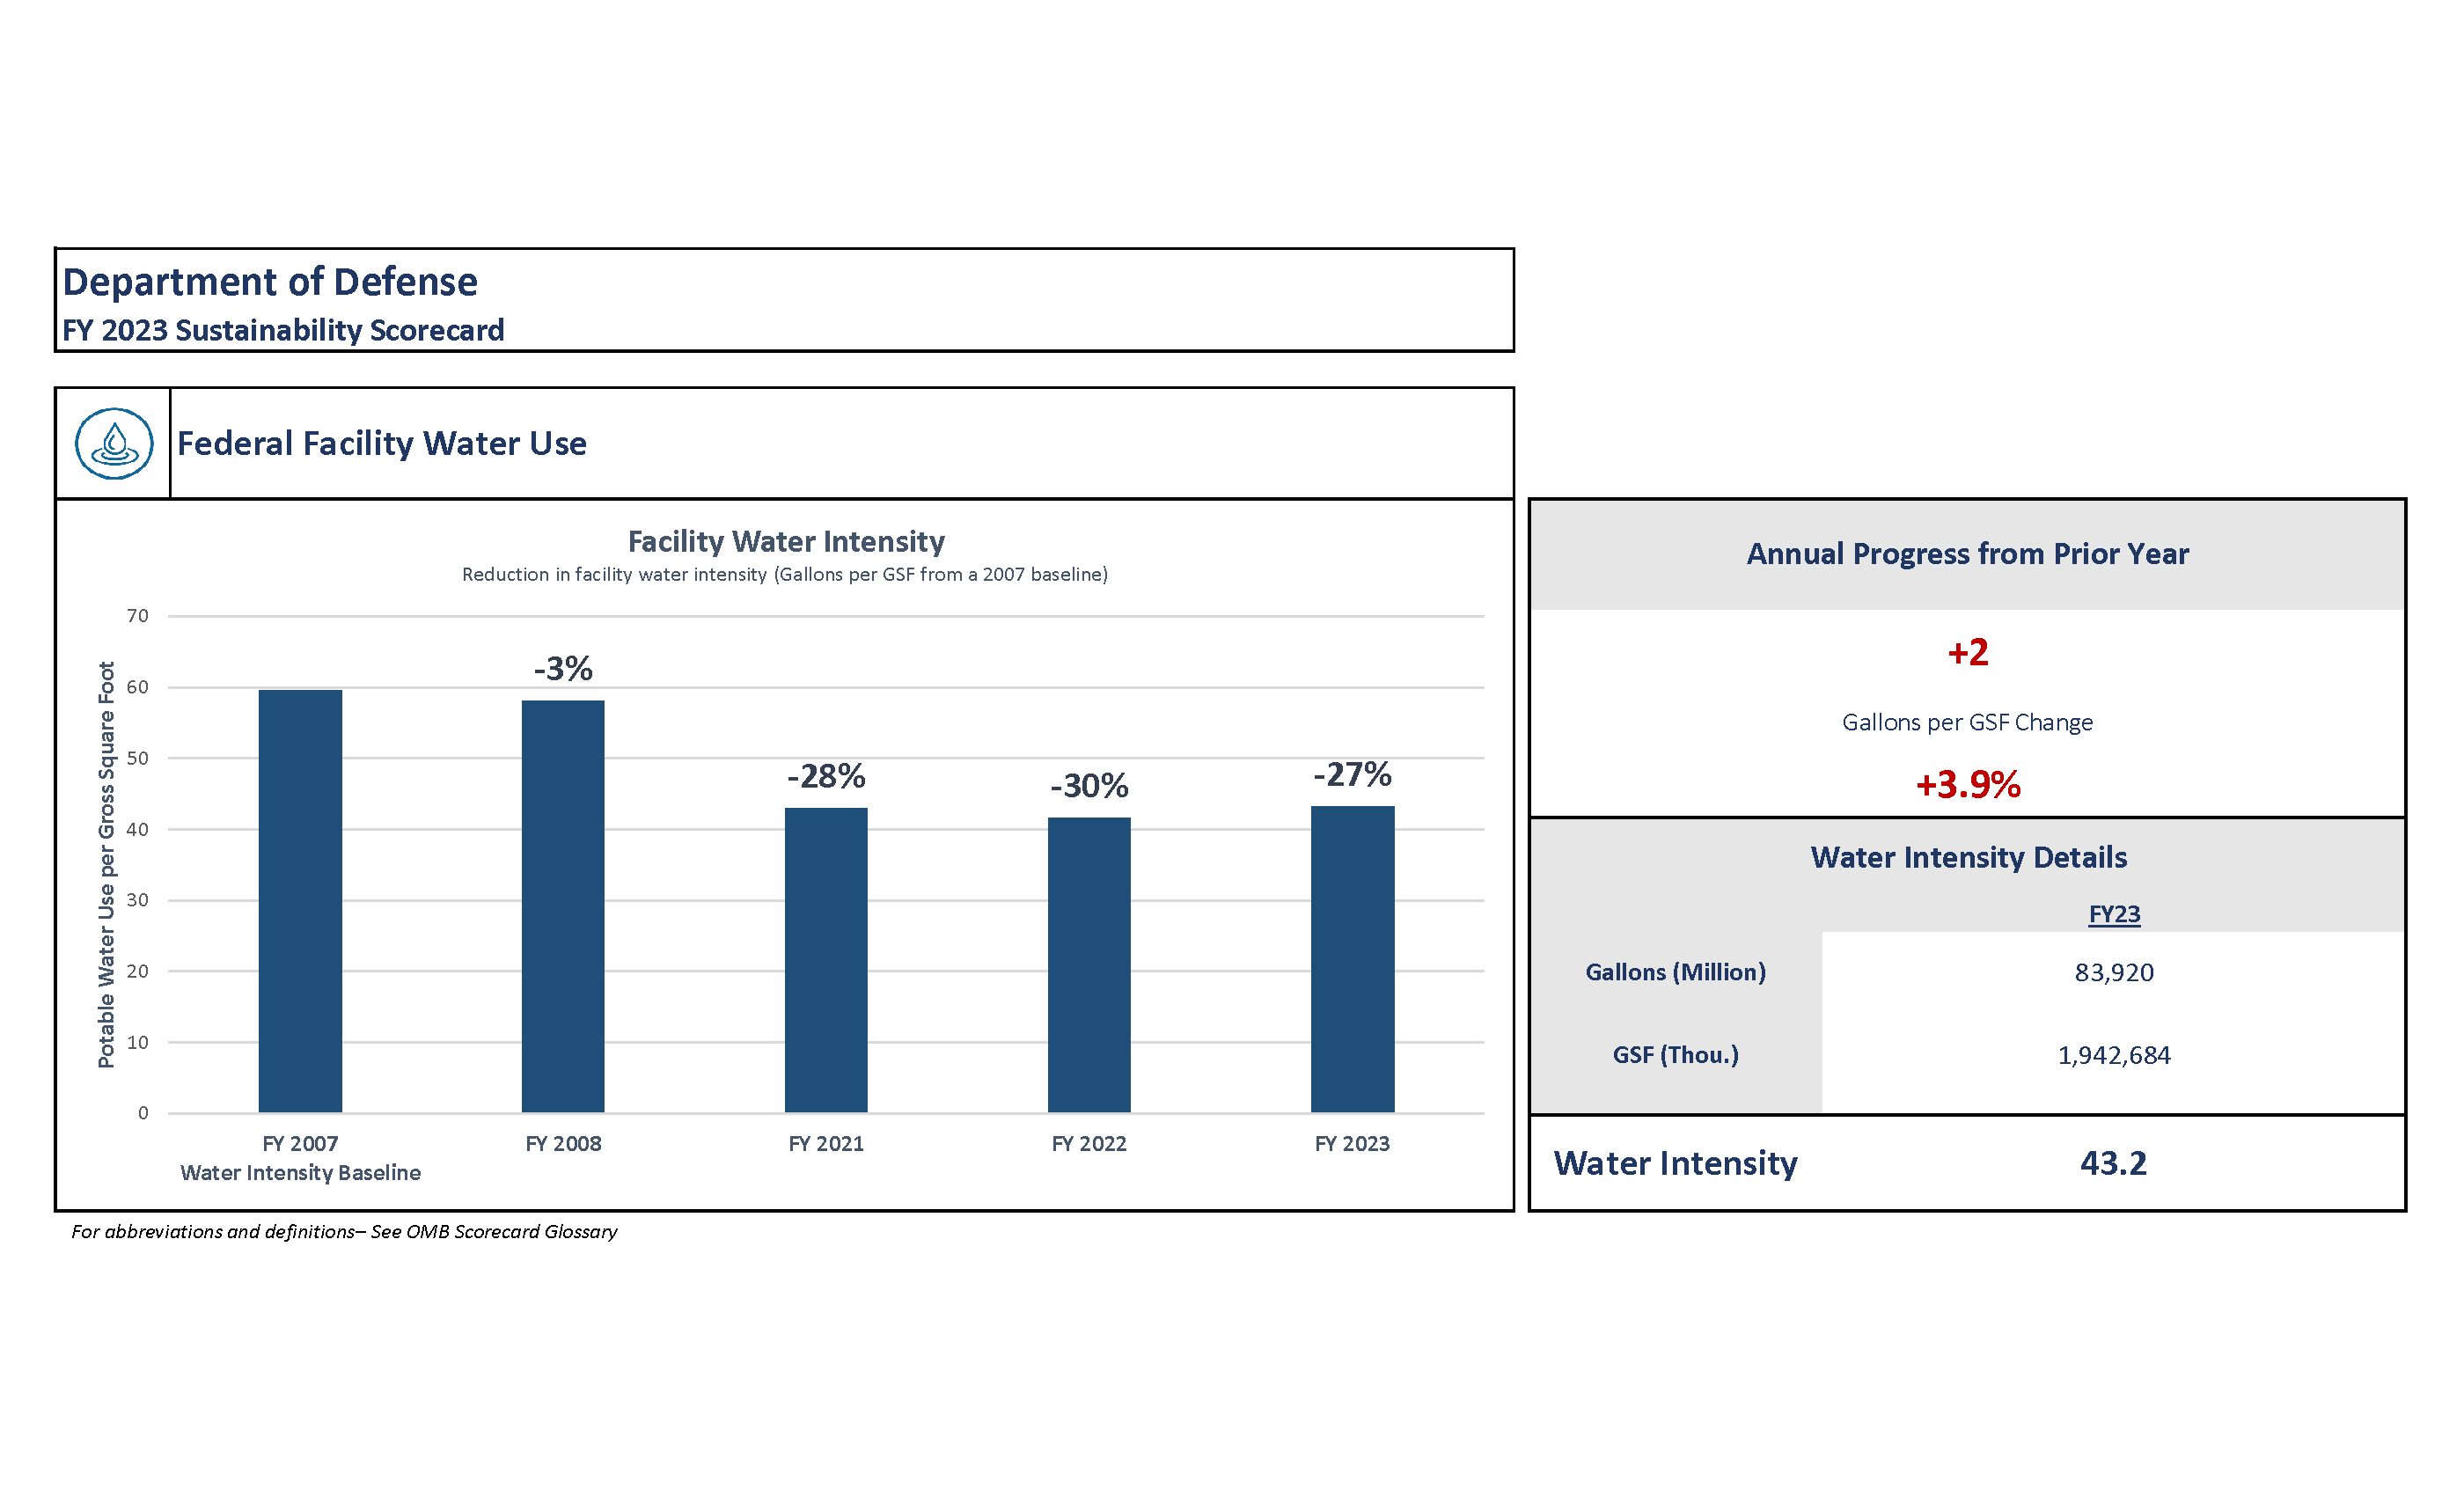 Department of Defense
FY 2023 Sustainability Scorecard
Federal Facility Water Use
Facility Water Intensity
Reduction in facility water intensity (Gallons per GSF from a 2007 baseline)
Potable Water Use per Gross Square Foot
70
60
50
40
30
20
10
0
-3%
-28%
-30%
-27%
FY 2007
Water Intensity Baseline
FY 2008
FY 2021
FY 2022
FY 2023
For abbreviations and definitions– See OMB Scorecard Glossary
Annual Progress from Prior Year
+2
Gallons per GSF Change
+3.9%
Water Intensity Details
FY23
Gallons (Million) 83,920
GSF (Thou.) 1,942,684
Water Intensity 43.2